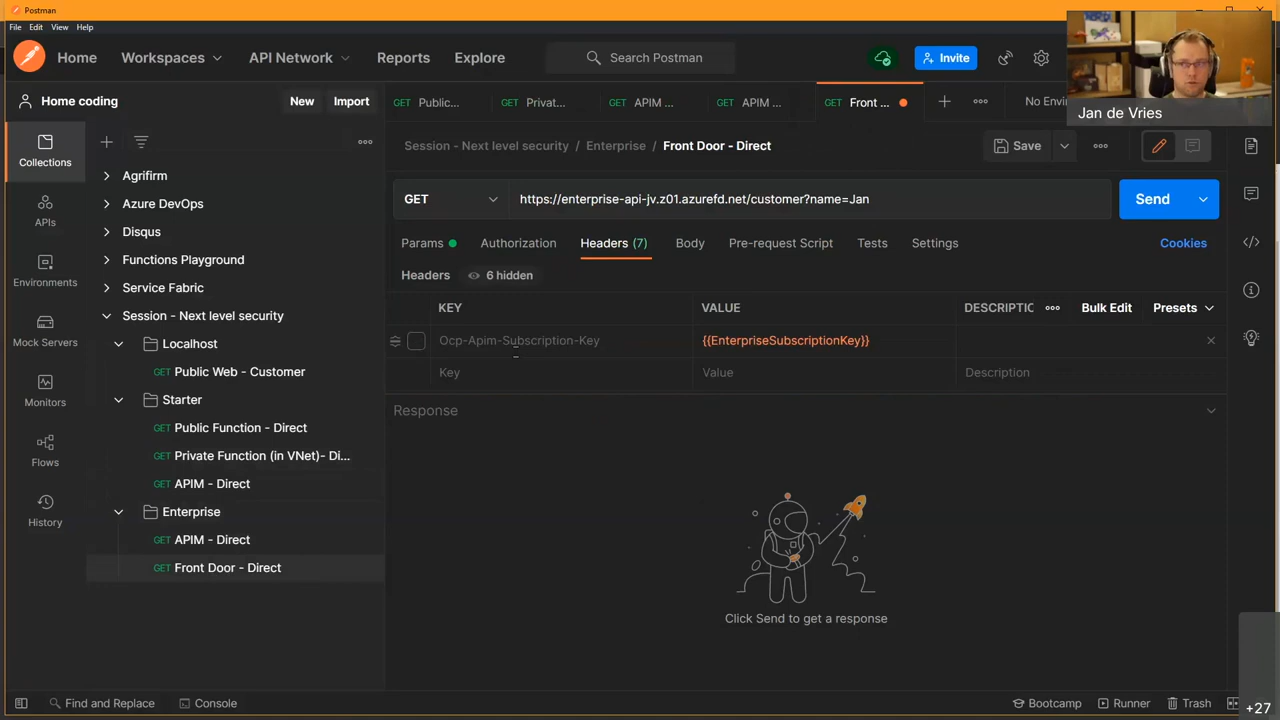 Postman
File Edit View Help
Home Workspaces API Network Reports Explore Search Postman Invite
Jan de Vries
Home coding New Import
GET Public... GET Privat... GET APIM ... GET APIM ... GET Front ... No Envi
Collections
APIs
Environments
Mock Servers
Monitors
Flows
History
Agrifirm
Azure DevOps
Disqus
Functions Playground
Service Fabric
Session - Next level security
Localhost
GET Public Web - Customer
Starter
GET Public Function - Direct
GET Private Function (in VNet)- Di...
GET APIM - Direct
Enterprise
GET APIM - Direct
GET Front Door - Direct
Session - Next level security / Enterprise / Front Door - Direct Save
GET https://enterprise-api-jv.z01.azurefd.net/customer?name=Jan Send
Params Authorization Headers (7) Body Pre-request Script Tests Settings Cookies
Headers 6 hidden
KEY VALUE DESCRIPTIC Bulk Edit Presets
Ocp-Apim-Subscription-Key {{EnterpriseSubscriptionKey}}
Key Value Description
Response
Click Send to get a response
Find and Replace Console Bootcamp Runner Trash
+27